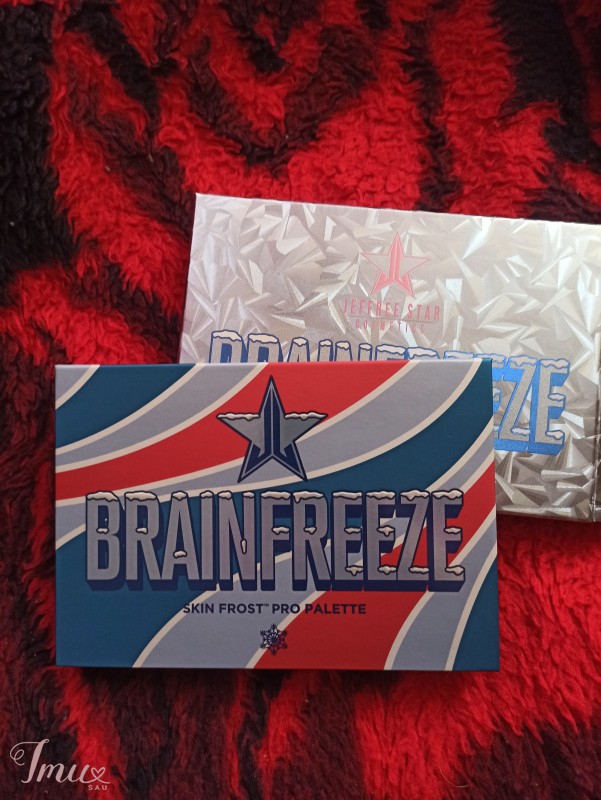 JEFFREE STAR
COSMETICS
BRAINFREEZE
BRAINFREEZE
SKIN FROST™ PRO PALETTE
Imu
SAU